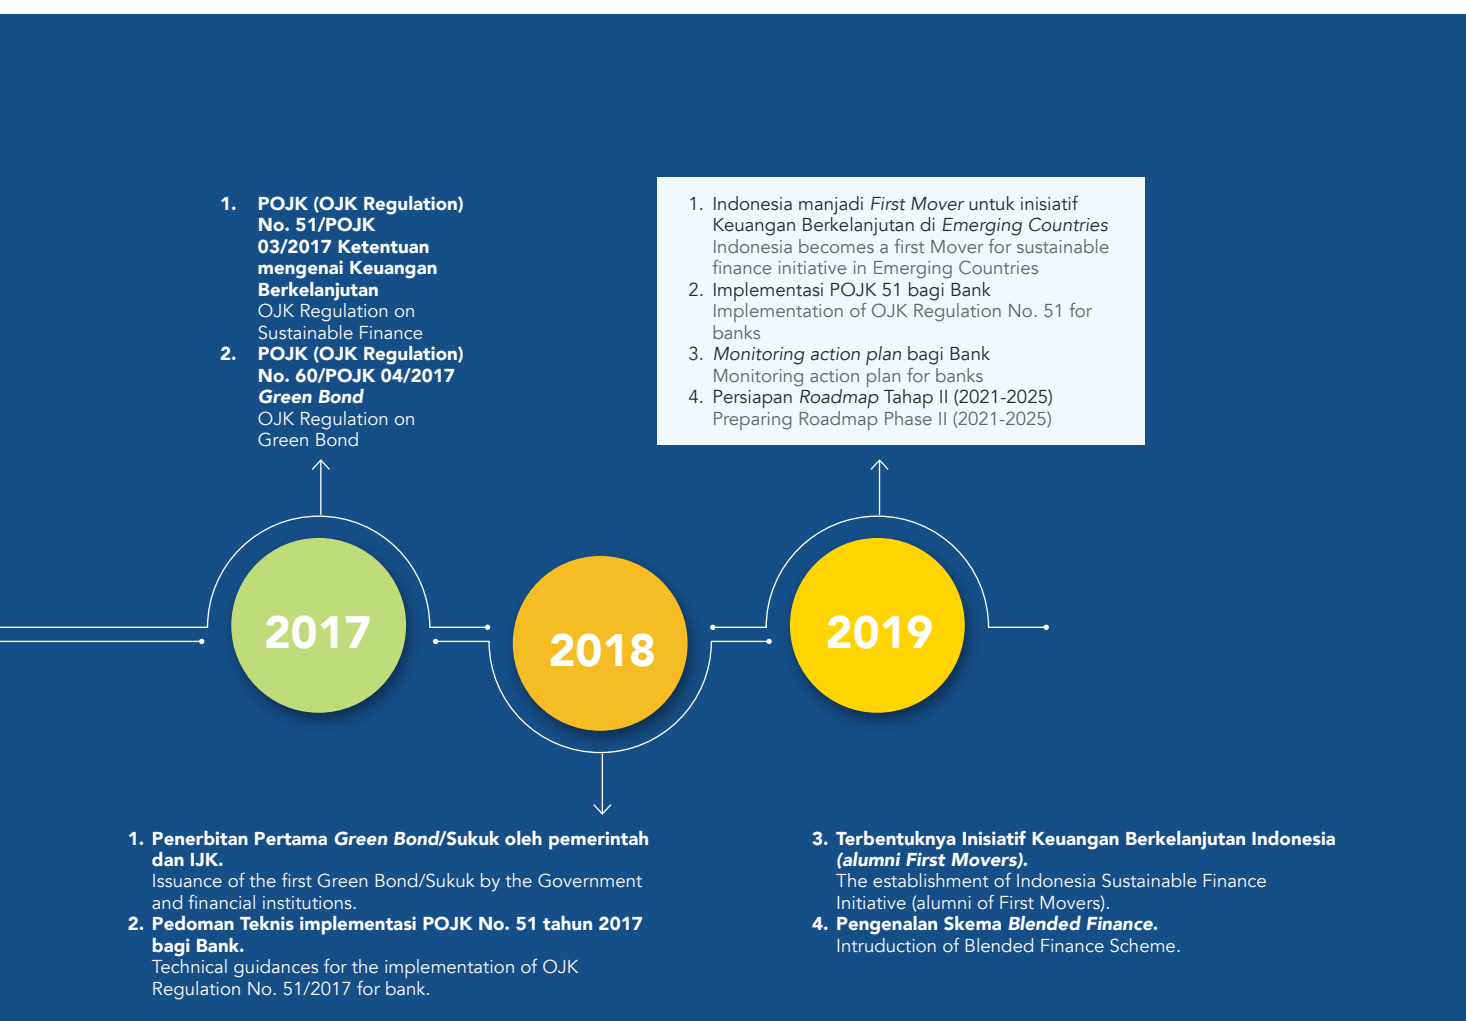 1. POJK (OJK Regulation)
No. 51/POJK
03/2017 Ketentuan
mengenai Keuangan
Berkelanjutan
OJK Regulation on
Sustainable Finance
2. POJK (OJK Regulation)
No. 60/POJK 04/2017
Green Bond
OJK Regulation on
Green Bond
1. Indonesia manjadi First Mover untuk inisiatif
Keuangan Berkelanjutan di Emerging Countries
Indonesia becomes a first Mover for sustainable
finance initiative in Emerging Countries
2. Implementasi POJK 51 bagi Bank
Implementation of OJK Regulation No. 51 for
banks
3. Monitoring action plan bagi Bank
Monitoring action plan for banks
4. Persiapan Roadmap Tahap II (2021-2025)
Preparing Roadmap Phase II (2021-2025)
2017
2018
2019
1. Penerbitan Pertama Green Bond/Sukuk oleh pemerintah
dan IJK.
Issuance of the first Green Bond/Sukuk by the Government
and financial institutions.
2. Pedoman Teknis implementasi POJK No. 51 tahun 2017
bagi Bank.
Technical guidances for the implementation of OJK
Regulation No. 51/2017 for bank.
3. Terbentuknya Inisiatif Keuangan Berkelanjutan Indonesia
(alumni First Movers).
The establishment of Indonesia Sustainable Finance
Initiative (alumni of First Movers).
4. Pengenalan Skema Blended Finance.
Intruduction of Blended Finance Scheme.